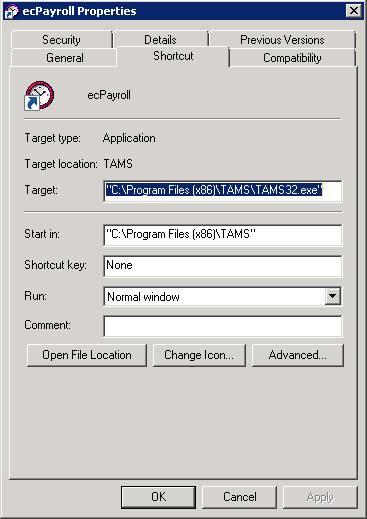 ecPayroll Properties
Security Details Previous Versions
General Shortcut Compatibility
ecPayroll
Target type: Application
Target location: TAMS
Target: "C:\Program Files (x86)\TAMS\TAMS32.exe"
Start in: "C:\Program Files (x86)\TAMS"
Shortcut key: None
Run: Normal window
Comment:
Open File Location Change Icon... Advanced...
OK Cancel Apply